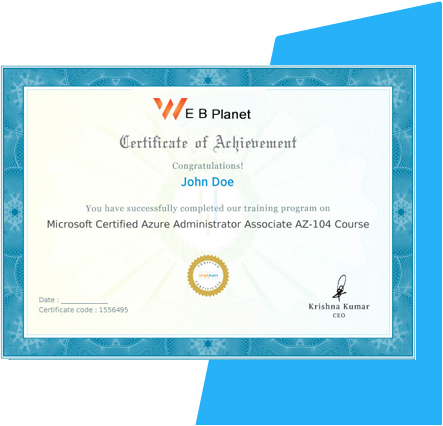 WEB Planet
Certificate of Achievement
Congratulations!
John Doe
You have successfully completed our training program on
Microsoft Certified Azure Administrator Associate AZ-104 Course
Date : ____________
Certificate code : 1556495
Krishna Kumar
CEO